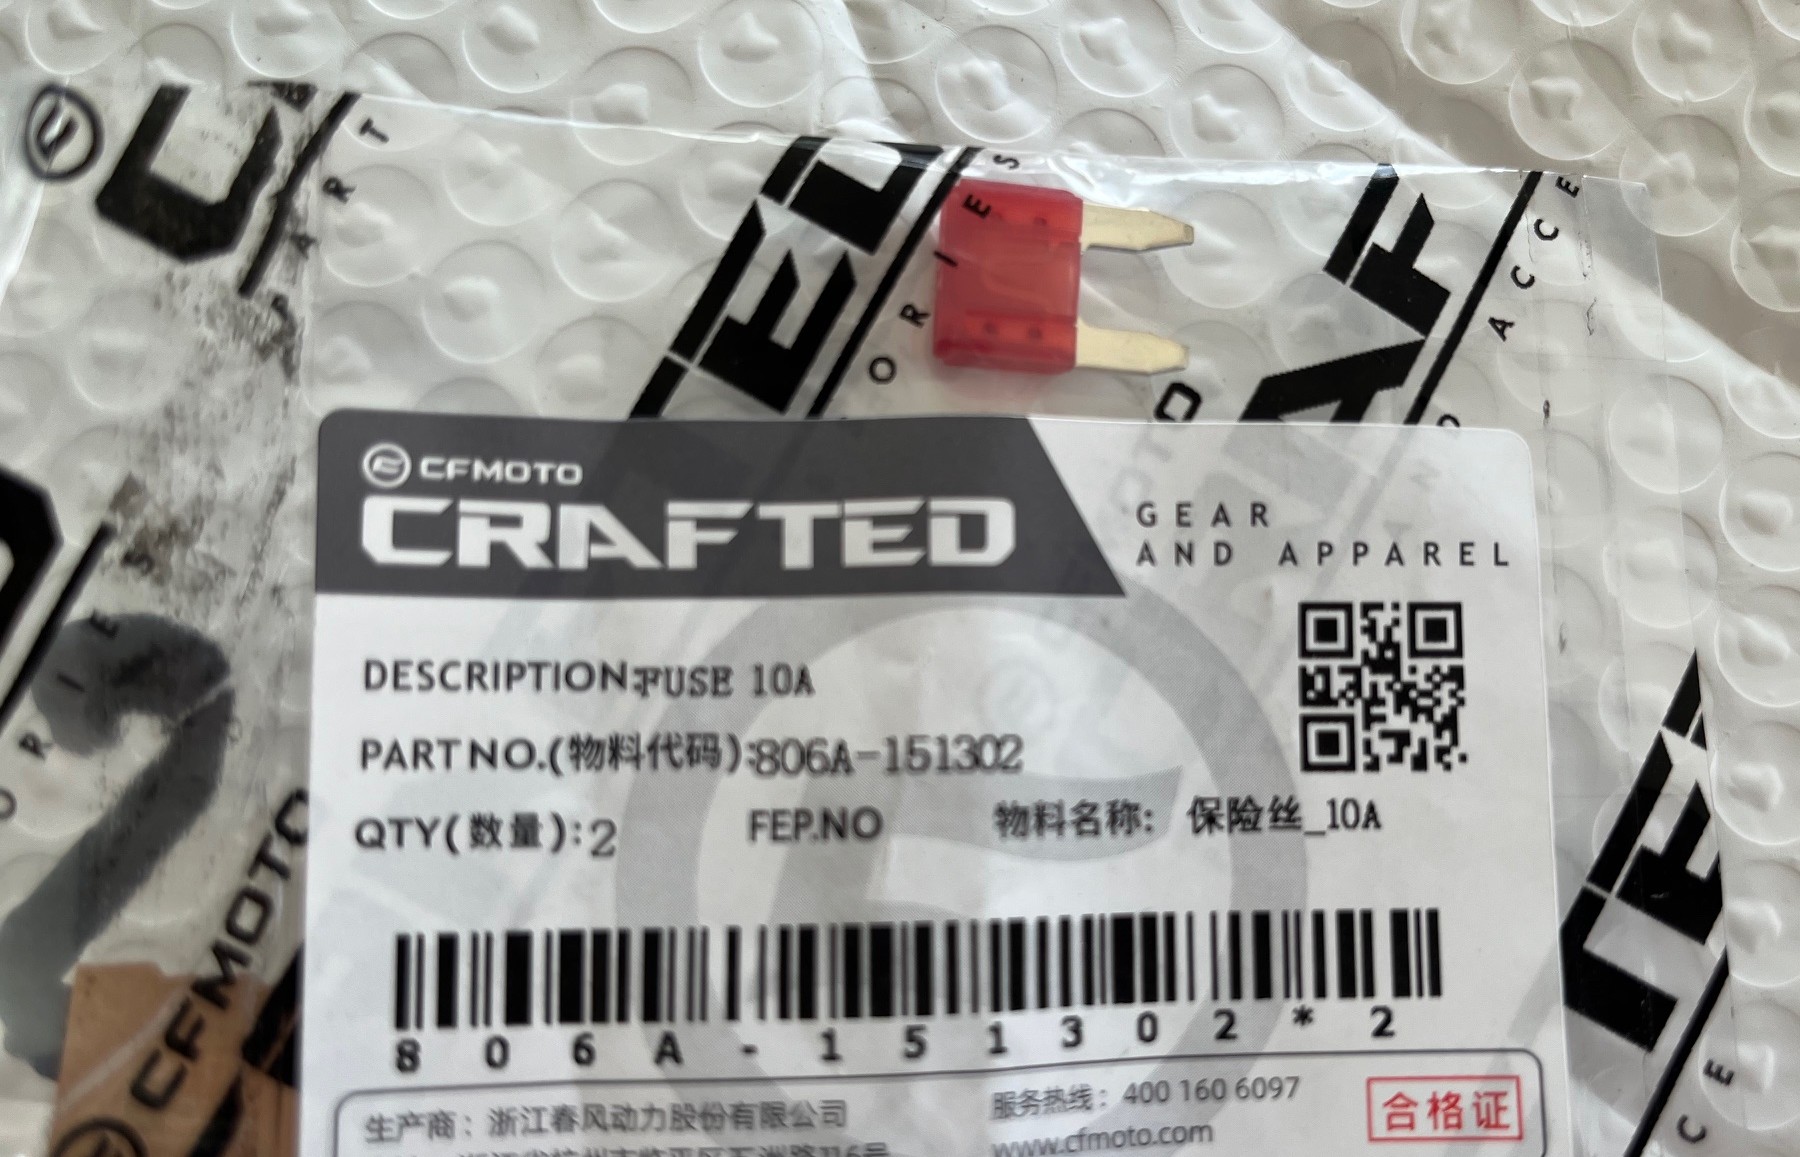 CFMOTO
CRAFTED
GEAR
AND APPAREL
DESCRIPTION:FUSE 10A
PART NO.(物料代码):806A-151302
QTY(数量):2 FEP.NO 物料名称: 保险丝_10A
806A-151302*2
生产商：浙江春风动力股份有限公司
服务热线：400 160 6097
www.cfmoto.com
合格证
CFMOTO